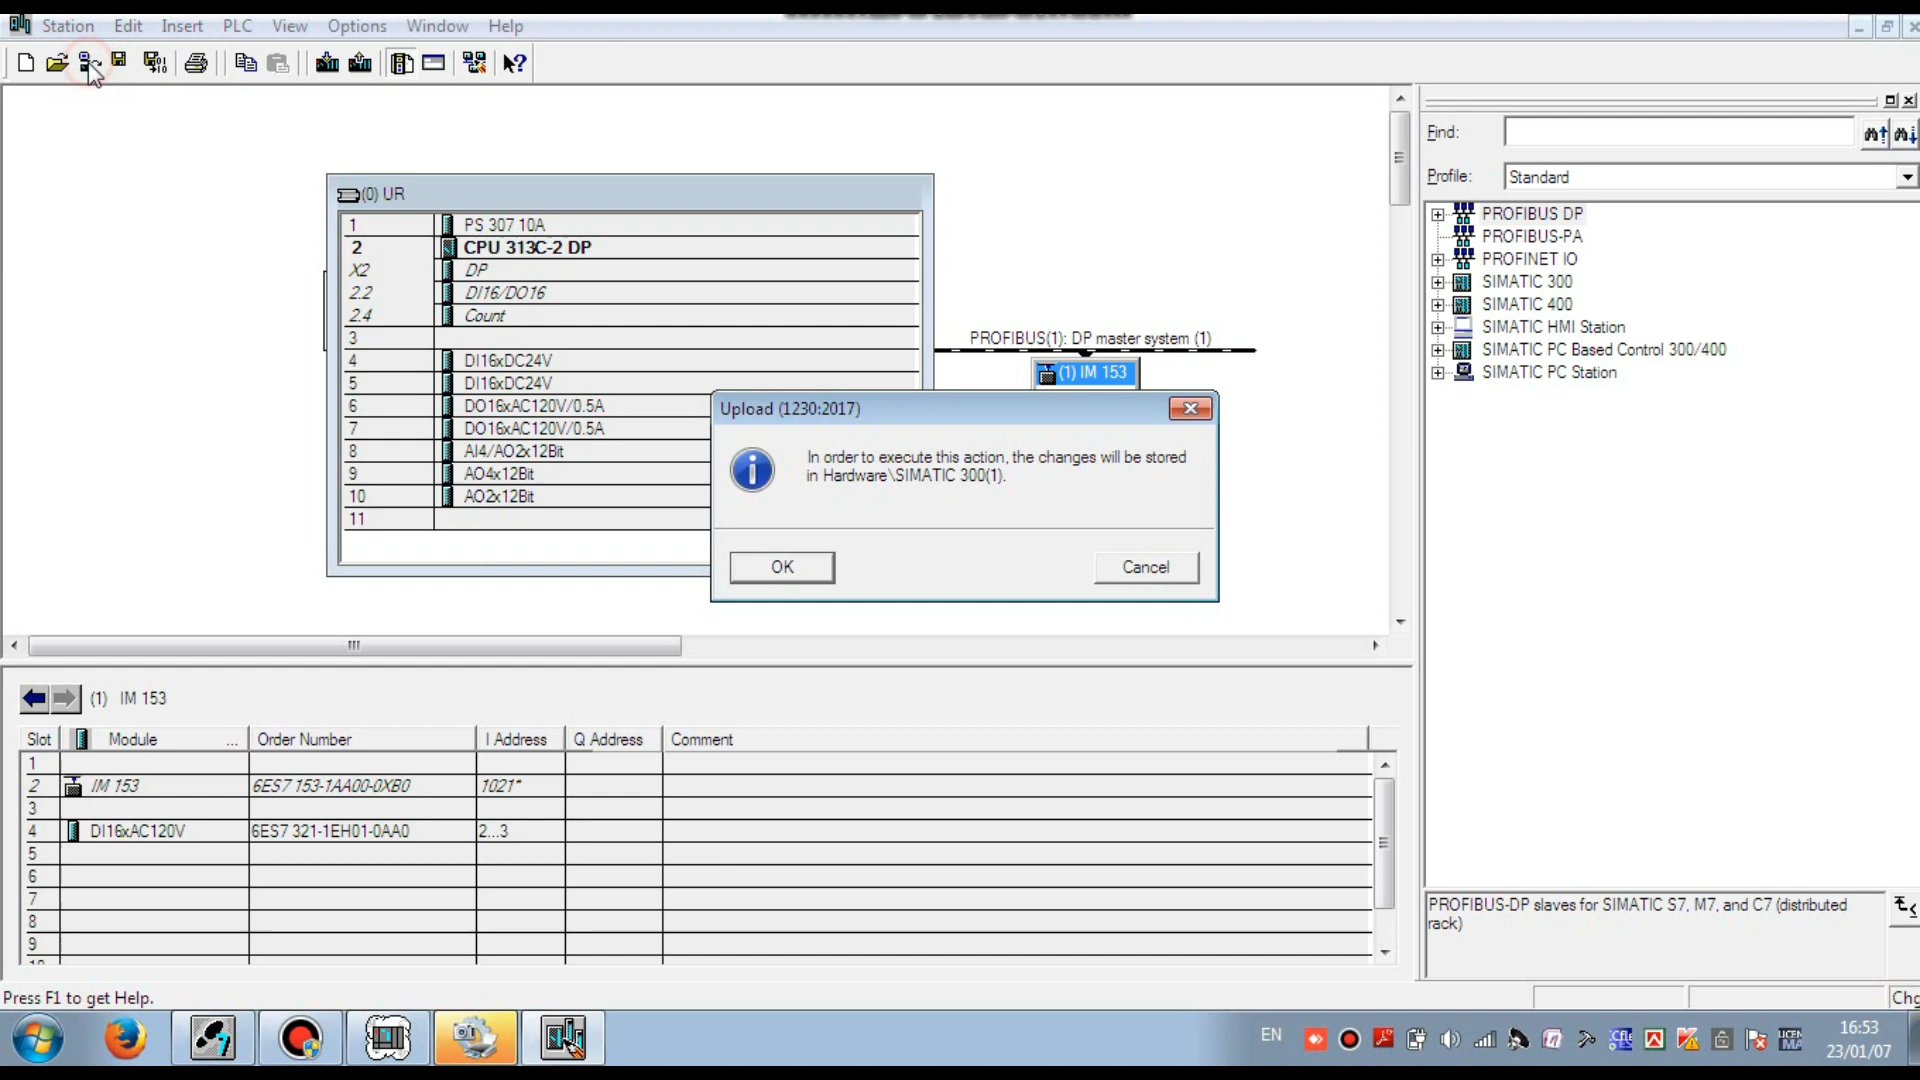 Station Edit Insert PLC View Options Window Help
Find:
Profile: Standard
PROFIBUS DP
PROFIBUS-PA
PROFINET IO
SIMATIC 300
SIMATIC 400
SIMATIC HMI Station
SIMATIC PC Based Control 300/400
SIMATIC PC Station
(0) UR
1 PS 307 10A
2 CPU 313C-2 DP
X2 DP
2.2 DI16/DO16
2.4 Count
3
4 DI16xDC24V
5 DI16xDC24V
6 DO16xAC120V/0.5A
7 DO16xAC120V/0.5A
8 AI4/AO2x12Bit
9 AO4x12Bit
10 AO2x12Bit
11
PROFIBUS(1): DP master system (1)
(1) IM 153
Upload (1230:2017)
In order to execute this action, the changes will be stored
in Hardware\SIMATIC 300(1).
OK Cancel
(1) IM 153
Slot Module ... Order Number I Address Q Address Comment
1
2 IM 153 6ES7 153-1AA00-0XB0 1021*
3
4 DI16xAC120V 6ES7 321-1EH01-0AA0 2...3
5
6
7
8
9
10
PROFIBUS-DP slaves for SIMATIC S7, M7, and C7 (distributed
rack)
Press F1 to get Help.
Chg
EN
16:53
23/01/07